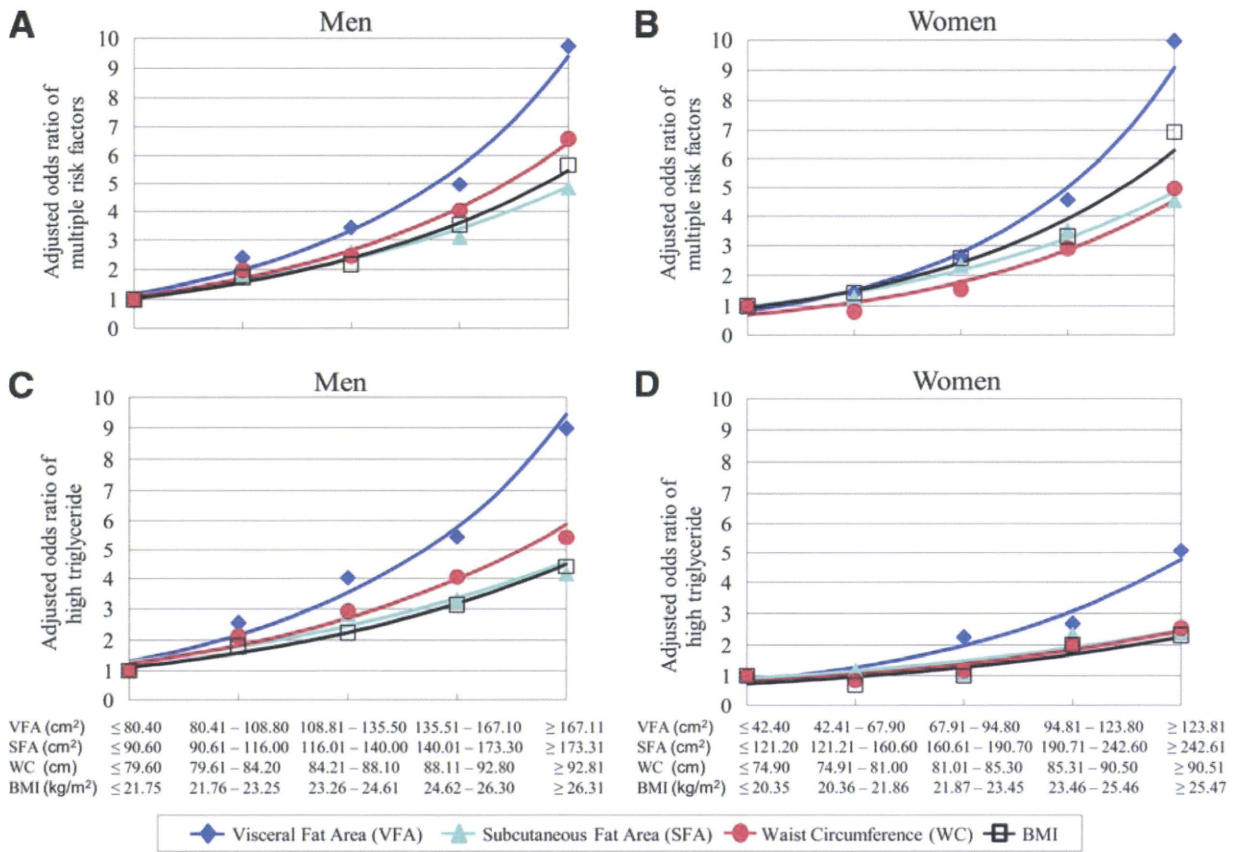 A
Men
Adjusted odds ratio of
multiple risk factors
10
9
8
7
6
5
4
3
2
1
0
B
Women
Adjusted odds ratio of
multiple risk factors
10
9
8
7
6
5
4
3
2
1
0
C
Men
Adjusted odds ratio of
high triglyceride
10
9
8
7
6
5
4
3
2
1
0
D
Women
Adjusted odds ratio of
high triglyceride
10
9
8
7
6
5
4
3
2
1
0
VFA (cm²) ≤80.40 80.41 – 108.80 108.81 – 135.50 135.51 – 167.10 ≥167.11
SFA (cm²) ≤90.60 90.61 – 116.00 116.01 – 140.00 140.01 – 173.30 ≥173.31
WC (cm) ≤79.60 79.61 – 84.20 84.21 – 88.10 88.11 – 92.80 ≥92.81
BMI (kg/m²) ≤21.75 21.76 – 23.25 23.26 – 24.61 24.62 – 26.30 ≥26.31
VFA (cm²) ≤42.40 42.41 – 67.90 67.91 – 94.80 94.81 – 123.80 ≥123.81
SFA (cm²) ≤121.20 121.21 – 160.60 160.61 – 190.70 190.71 – 242.60 ≥242.61
WC (cm) ≤74.90 74.91 – 81.00 81.01 – 85.30 85.31 – 90.50 ≥90.51
BMI (kg/m²) ≤20.35 20.36 – 21.86 21.87 – 23.45 23.46 – 25.46 ≥25.47
Visceral Fat Area (VFA) Subcutaneous Fat Area (SFA) Waist Circumference (WC) BMI